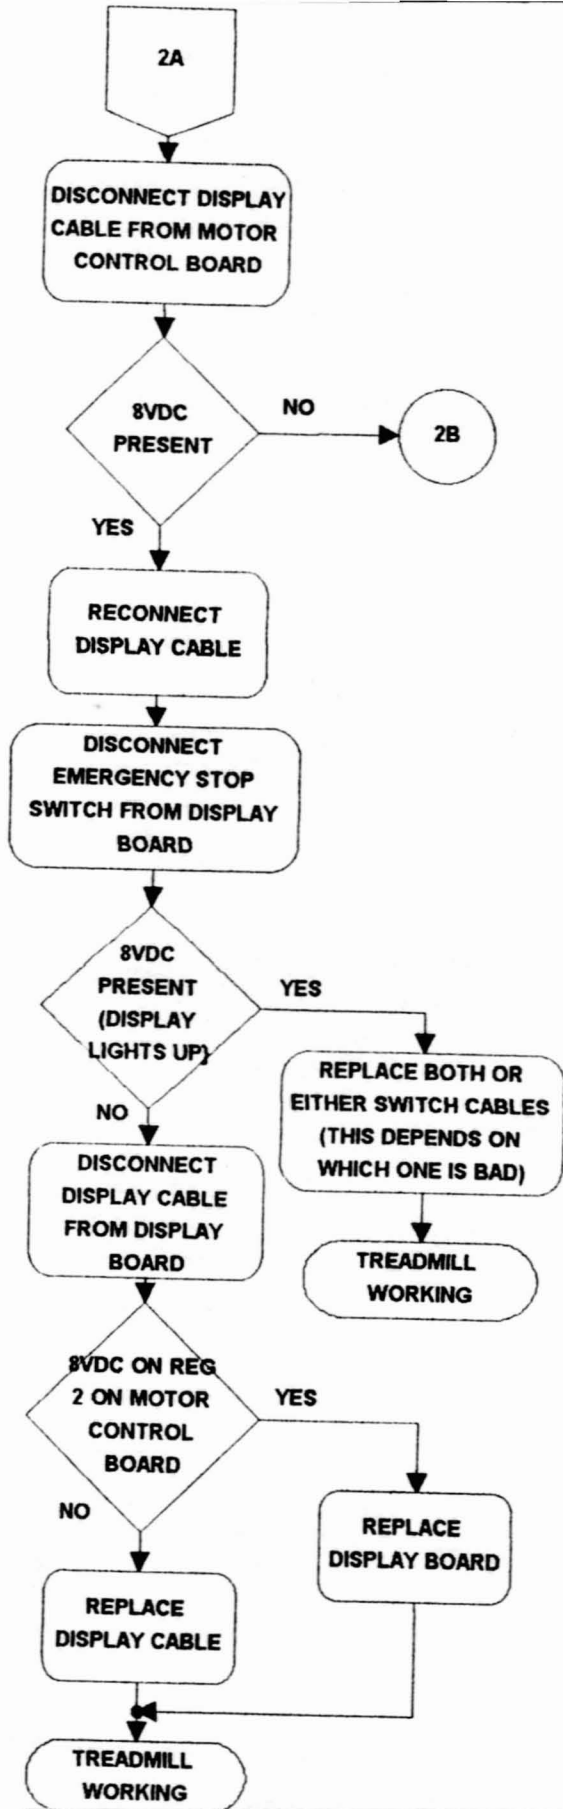 2A
DISCONNECT DISPLAY
CABLE FROM MOTOR
CONTROL BOARD
8VDC
PRESENT
NO
2B
YES
RECONNECT
DISPLAY CABLE
DISCONNECT
EMERGENCY STOP
SWITCH FROM DISPLAY
BOARD
8VDC
PRESENT
(DISPLAY
LIGHTS UP}
YES
REPLACE BOTH OR
EITHER SWITCH CABLES
(THIS DEPENDS ON
WHICH ONE IS BAD)
TREADMILL
WORKING
NO
DISCONNECT
DISPLAY CABLE
FROM DISPLAY
BOARD
8VDC ON REG
2 ON MOTOR
CONTROL
BOARD
YES
REPLACE
DISPLAY BOARD
NO
REPLACE
DISPLAY CABLE
TREADMILL
WORKING